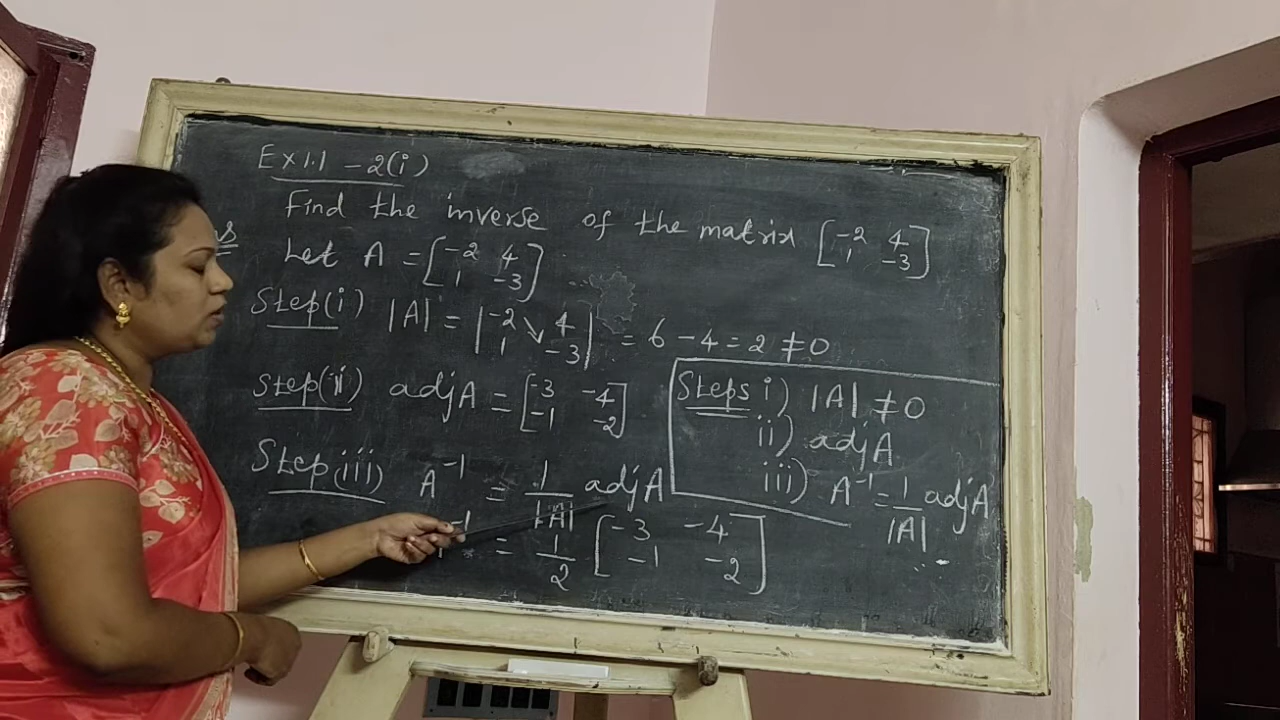 Ex 1.1 - 2(i)
Find the inverse of the matrix [-2 4
1 -3]
Let A = [-2 4
1 -3]
Step(i) |A| = |-2 4
1 -3| = 6 - 4 = 2 ≠ 0
Step(ii) adj A = [-3 -4
-1 -2]
Step(iii) A⁻¹ = 1/|A| adj A
⁻¹ = 1/2 [-3 -4
-1 -2]
Steps i) |A| ≠ 0
ii) adj A
iii) A⁻¹ = 1/|A| adj A